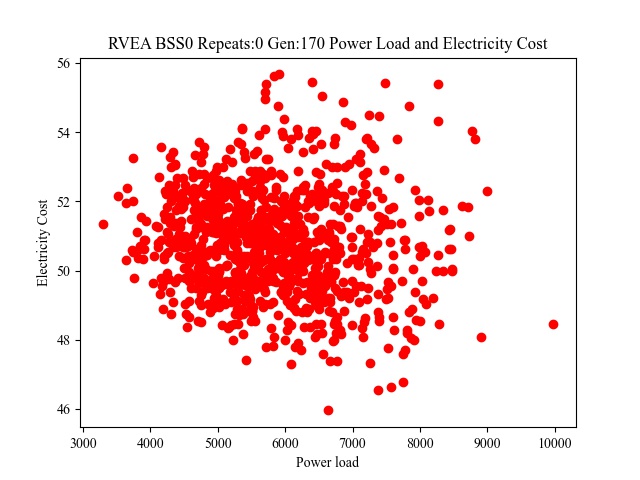 RVEA BSS0 Repeats:0 Gen:170 Power Load and Electricity Cost
56
54
52
50
48
46
Electricity Cost
3000 4000 5000 6000 7000 8000 9000 10000
Power load